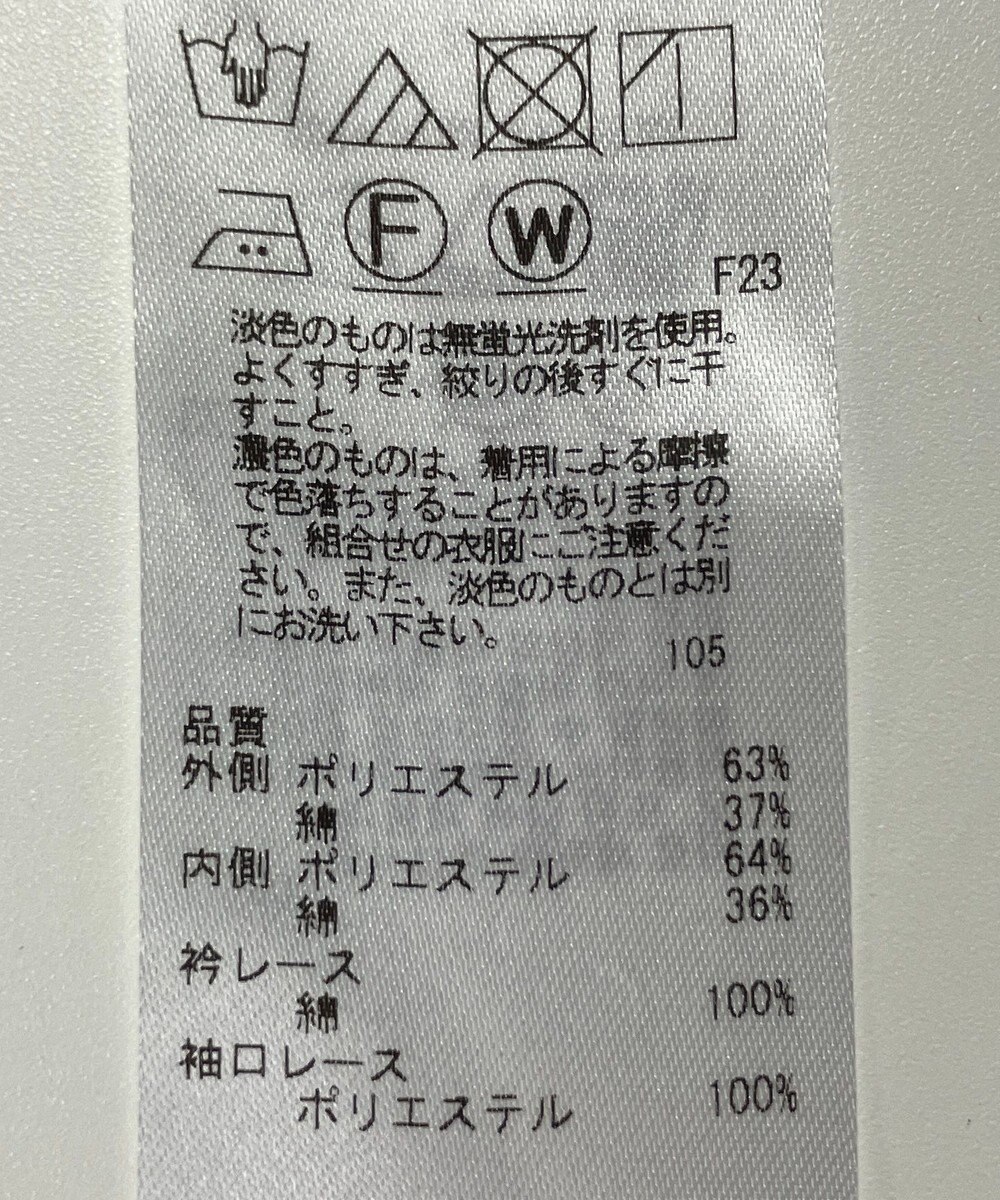 F W
F23
淡色のものは無蛍光洗剤を使用。
よくすすぎ、絞りの後すぐに干
すこと。
濃色のものは、着用による摩擦
で色落ちすることがありますの
で、組合せの衣服にご注意くだ
さい。また、淡色のものとは別
にお洗い下さい。
105
品質
外側 ポリエステル 63%
綿 37%
内側 ポリエステル 64%
綿 36%
衿レース
綿 100%
袖口レース
ポリエステル 100%